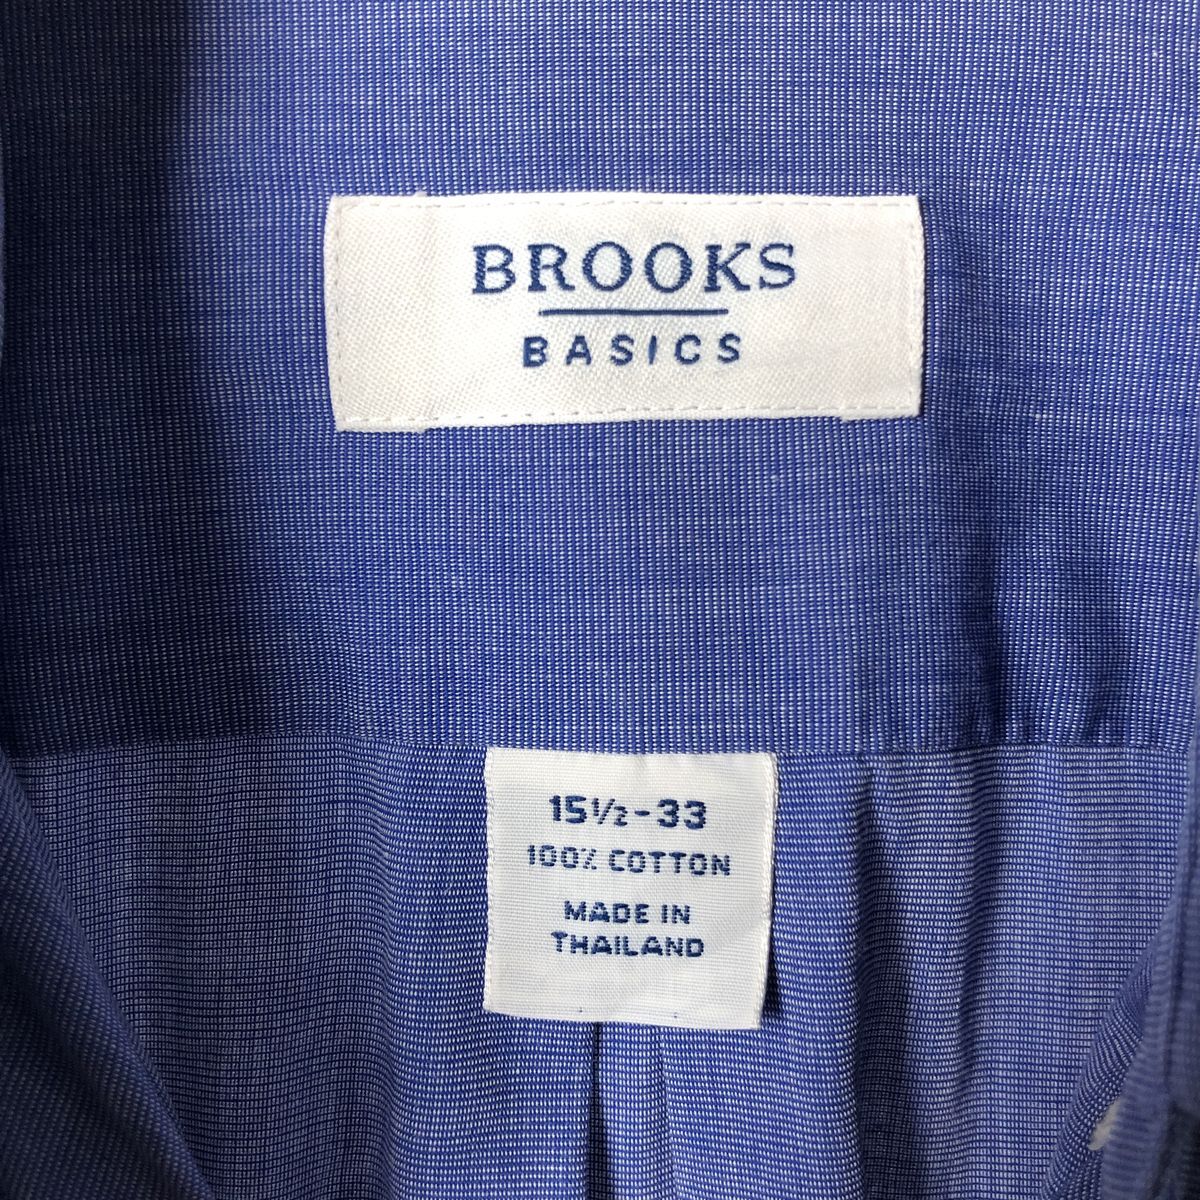 BROOKS
BASICS
15½-33
100% COTTON
MADE IN
THAILAND